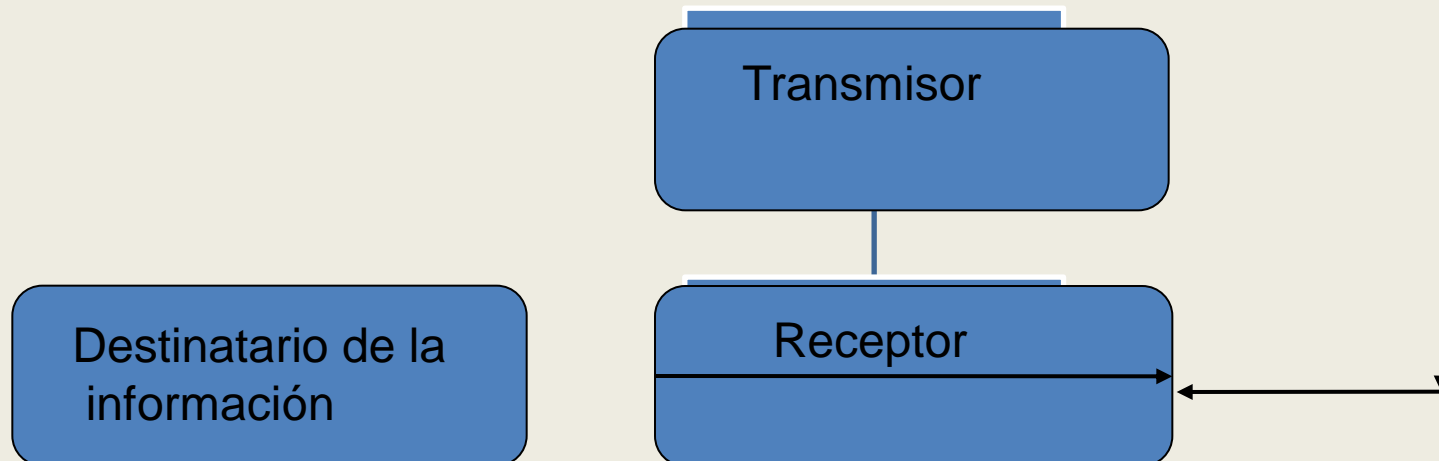 Transmisor
Destinatario de la
información
Receptor